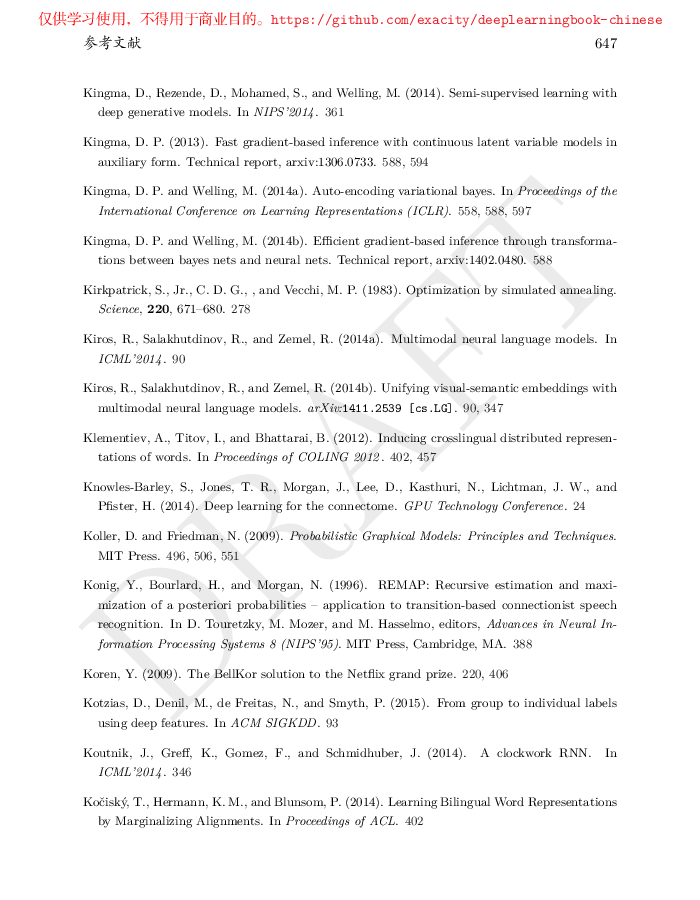 仅供学习使用，不得用于商业目的。https://github.com/exacity/deeplearningbook-chinese
参考文献 647
Kingma, D., Rezende, D., Mohamed, S., and Welling, M. (2014). Semi-supervised learning with
deep generative models. In NIPS'2014. 361
Kingma, D. P. (2013). Fast gradient-based inference with continuous latent variable models in
auxiliary form. Technical report, arxiv:1306.0733. 588, 594
Kingma, D. P. and Welling, M. (2014a). Auto-encoding variational bayes. In Proceedings of the
International Conference on Learning Representations (ICLR). 558, 588, 597
Kingma, D. P. and Welling, M. (2014b). Efficient gradient-based inference through transforma-
tions between bayes nets and neural nets. Technical report, arxiv:1402.0480. 588
Kirkpatrick, S., Jr., C. D. G., , and Vecchi, M. P. (1983). Optimization by simulated annealing.
Science, 220, 671–680. 278
Kiros, R., Salakhutdinov, R., and Zemel, R. (2014a). Multimodal neural language models. In
ICML'2014. 90
Kiros, R., Salakhutdinov, R., and Zemel, R. (2014b). Unifying visual-semantic embeddings with
multimodal neural language models. arXiv:1411.2539 [cs.LG]. 90, 347
Klementiev, A., Titov, I., and Bhattarai, B. (2012). Inducing crosslingual distributed represen-
tations of words. In Proceedings of COLING 2012. 402, 457
Knowles-Barley, S., Jones, T. R., Morgan, J., Lee, D., Kasthuri, N., Lichtman, J. W., and
Pfister, H. (2014). Deep learning for the connectome. GPU Technology Conference. 24
Koller, D. and Friedman, N. (2009). Probabilistic Graphical Models: Principles and Techniques.
MIT Press. 496, 506, 551
Konig, Y., Bourlard, H., and Morgan, N. (1996). REMAP: Recursive estimation and maxi-
mization of a posteriori probabilities – application to transition-based connectionist speech
recognition. In D. Touretzky, M. Mozer, and M. Hasselmo, editors, Advances in Neural In-
formation Processing Systems 8 (NIPS'95). MIT Press, Cambridge, MA. 388
Koren, Y. (2009). The BellKor solution to the Netflix grand prize. 220, 406
Kotzias, D., Denil, M., de Freitas, N., and Smyth, P. (2015). From group to individual labels
using deep features. In ACM SIGKDD. 93
Koutnik, J., Greff, K., Gomez, F., and Schmidhuber, J. (2014). A clockwork RNN. In
ICML'2014. 346
Kočiský, T., Hermann, K. M., and Blunsom, P. (2014). Learning Bilingual Word Representations
by Marginalizing Alignments. In Proceedings of ACL. 402
DRAFT